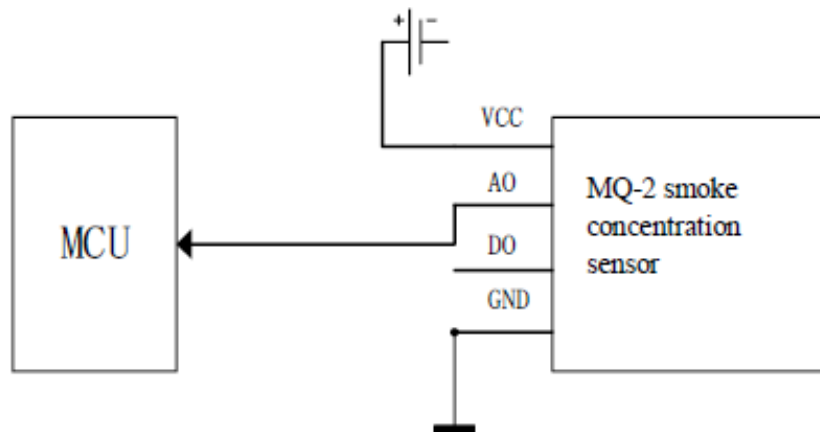 + -
VCC
AO
DO
GND
MCU
MQ-2 smoke
concentration
sensor